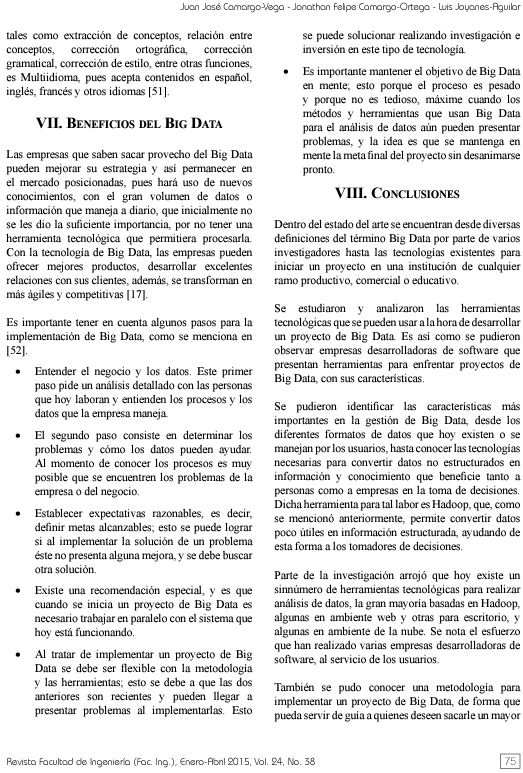 Juan José Camargo-Vega - Jonathan Felipe Camargo-Ortega - Luis Joyanes-Aguilar
tales como extracción de conceptos, relación entre
conceptos, corrección ortográfica, corrección
gramatical, corrección de estilo, entre otras funciones,
es Multiidioma, pues acepta contenidos en español,
inglés, francés y otros idiomas [51].
VII. Beneficios del Big Data
Las empresas que saben sacar provecho del Big Data
pueden mejorar su estrategia y así permanecer en
el mercado posicionadas, pues hará uso de nuevos
conocimientos, con el gran volumen de datos o
información que maneja a diario, que inicialmente no
se les dio la suficiente importancia, por no tener una
herramienta tecnológica que permitiera procesarla.
Con la tecnología de Big Data, las empresas pueden
ofrecer mejores productos, desarrollar excelentes
relaciones con sus clientes, además, se transforman en
más ágiles y competitivas [17].
Es importante tener en cuenta algunos pasos para la
implementación de Big Data, como se menciona en
[52].
• Entender el negocio y los datos. Este primer
paso pide un análisis detallado con las personas
que hoy laboran y entienden los procesos y los
datos que la empresa maneja.
• El segundo paso consiste en determinar los
problemas y cómo los datos pueden ayudar.
Al momento de conocer los procesos es muy
posible que se encuentren los problemas de la
empresa o del negocio.
• Establecer expectativas razonables, es decir,
definir metas alcanzables; esto se puede lograr
si al implementar la solución de un problema
éste no presenta alguna mejora, y se debe buscar
otra solución.
• Existe una recomendación especial, y es que
cuando se inicia un proyecto de Big Data es
necesario trabajar en paralelo con el sistema que
hoy está funcionando.
• Al tratar de implementar un proyecto de Big
Data se debe ser flexible con la metodología
y las herramientas; esto se debe a que las dos
anteriores son recientes y pueden llegar a
presentar problemas al implementarlas. Esto
se puede solucionar realizando investigación e
inversión en este tipo de tecnología.
• Es importante mantener el objetivo de Big Data
en mente; esto porque el proceso es pesado
y porque no es tedioso, máxime cuando los
métodos y herramientas que usan Big Data
para el análisis de datos aún pueden presentar
problemas, y la idea es que se mantenga en
mente la meta final del proyecto sin desanimarse
pronto.
VIII. Conclusiones
Dentro del estado del arte se encuentran desde diversas
definiciones del término Big Data por parte de varios
investigadores hasta las tecnologías existentes para
iniciar un proyecto en una institución de cualquier
ramo productivo, comercial o educativo.
Se estudiaron y analizaron las herramientas
tecnológicas que se pueden usar a la hora de desarrollar
un proyecto de Big Data. Es así como se pudieron
observar empresas desarrolladoras de software que
presentan herramientas para enfrentar proyectos de
Big Data, con sus características.
Se pudieron identificar las características más
importantes en la gestión de Big Data, desde los
diferentes formatos de datos que hoy existen o se
manejan por los usuarios, hasta conocer las tecnologías
necesarias para convertir datos no estructurados en
información y conocimiento que beneficie tanto a
personas como a empresas en la toma de decisiones.
Dicha herramienta para tal labor es Hadoop, que, como
se mencionó anteriormente, permite convertir datos
poco útiles en información estructurada, ayudando de
esta forma a los tomadores de decisiones.
Parte de la investigación arrojó que hoy existe un
sinnúmero de herramientas tecnológicas para realizar
análisis de datos, la gran mayoría basadas en Hadoop,
algunas en ambiente web y otras para escritorio, y
algunas en ambiente de la nube. Se nota el esfuerzo
que han realizado varias empresas desarrolladoras de
software, al servicio de los usuarios.
También se pudo conocer una metodología para
implementar un proyecto de Big Data, de forma que
pueda servir de guía a quienes deseen sacarle un mayor
Revista Facultad de Ingeniería (Fac. Ing.), Enero-Abril 2015, Vol. 24, No. 38
75